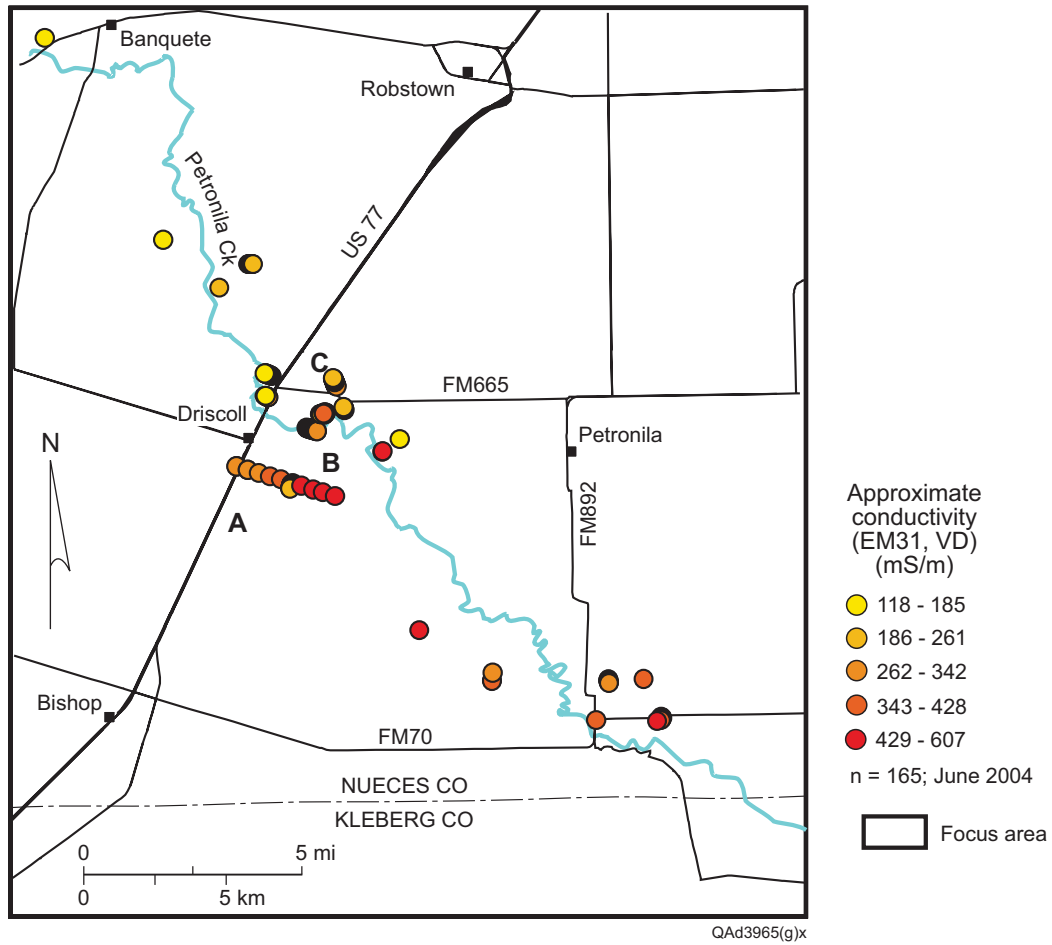 Banquete
Robstown
Petronila Ck
US 77
C
FM665
Driscoll
Petronila
N
B
A
FM892
Bishop
FM70
NUECES CO
KLEBERG CO
0 5 mi
0 5 km
Approximate
conductivity
(EM31, VD)
(mS/m)
118 - 185
186 - 261
262 - 342
343 - 428
429 - 607
n = 165; June 2004
Focus area
QAd3965(g)x